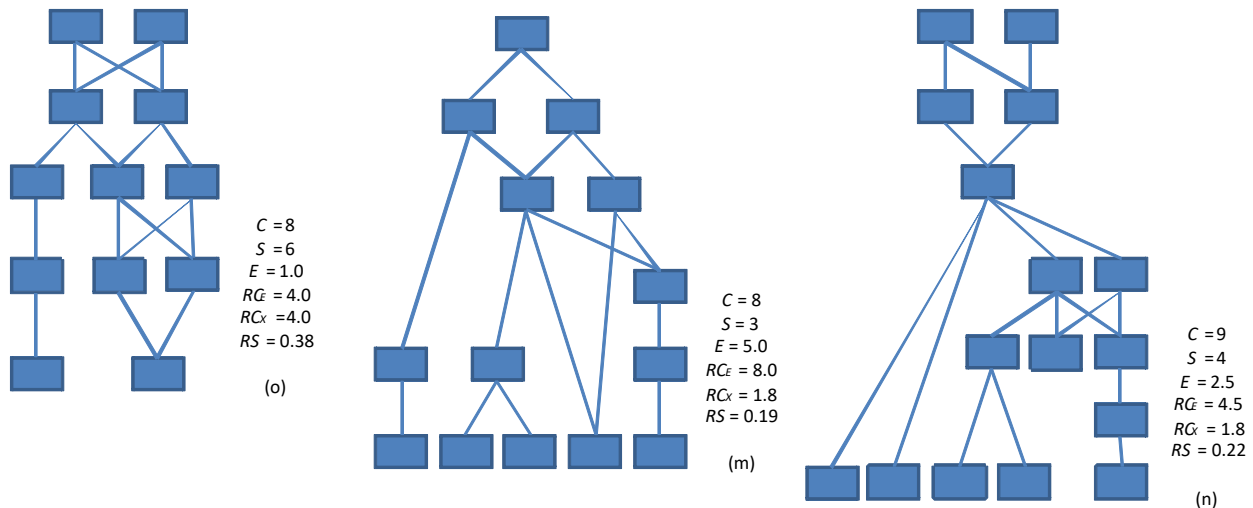 C = 8
S = 6
E = 1.0
RCE = 4.0
RCX = 4.0
RS = 0.38
(o)
C = 8
S = 3
E = 5.0
RCE = 8.0
RCX = 1.8
RS = 0.19
(m)
C = 9
S = 4
E = 2.5
RCE = 4.5
RCX = 1.8
RS = 0.22
(n)